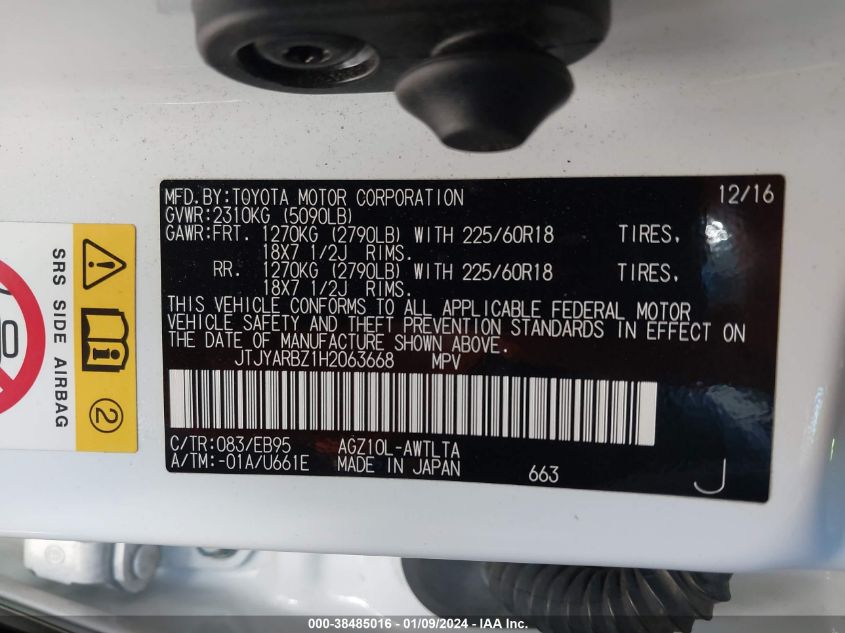 MFD.BY:TOYOTA MOTOR CORPORATION 12/16
GVWR:2310KG (5090LB)
GAWR:FRT. 1270KG (2790LB) WITH 225/60R18 TIRES,
18X7 1/2J RIMS.
RR. 1270KG (2790LB) WITH 225/60R18 TIRES,
18X7 1/2J RIMS.
THIS VEHICLE CONFORMS TO ALL APPLICABLE FEDERAL MOTOR
VEHICLE SAFETY AND THEFT PREVENTION STANDARDS IN EFFECT ON
THE DATE OF MANUFACTURE SHOWN ABOVE.
JTJYARBZ1H2063668 MPV
C/TR:083/EB95 AGZ10L-AWTLTA
A/TM:-01A/U661E MADE IN JAPAN 663 J
SRS SIDE AIRBAG
2
000-38485016 - 01/09/2024 - IAAI Inc.